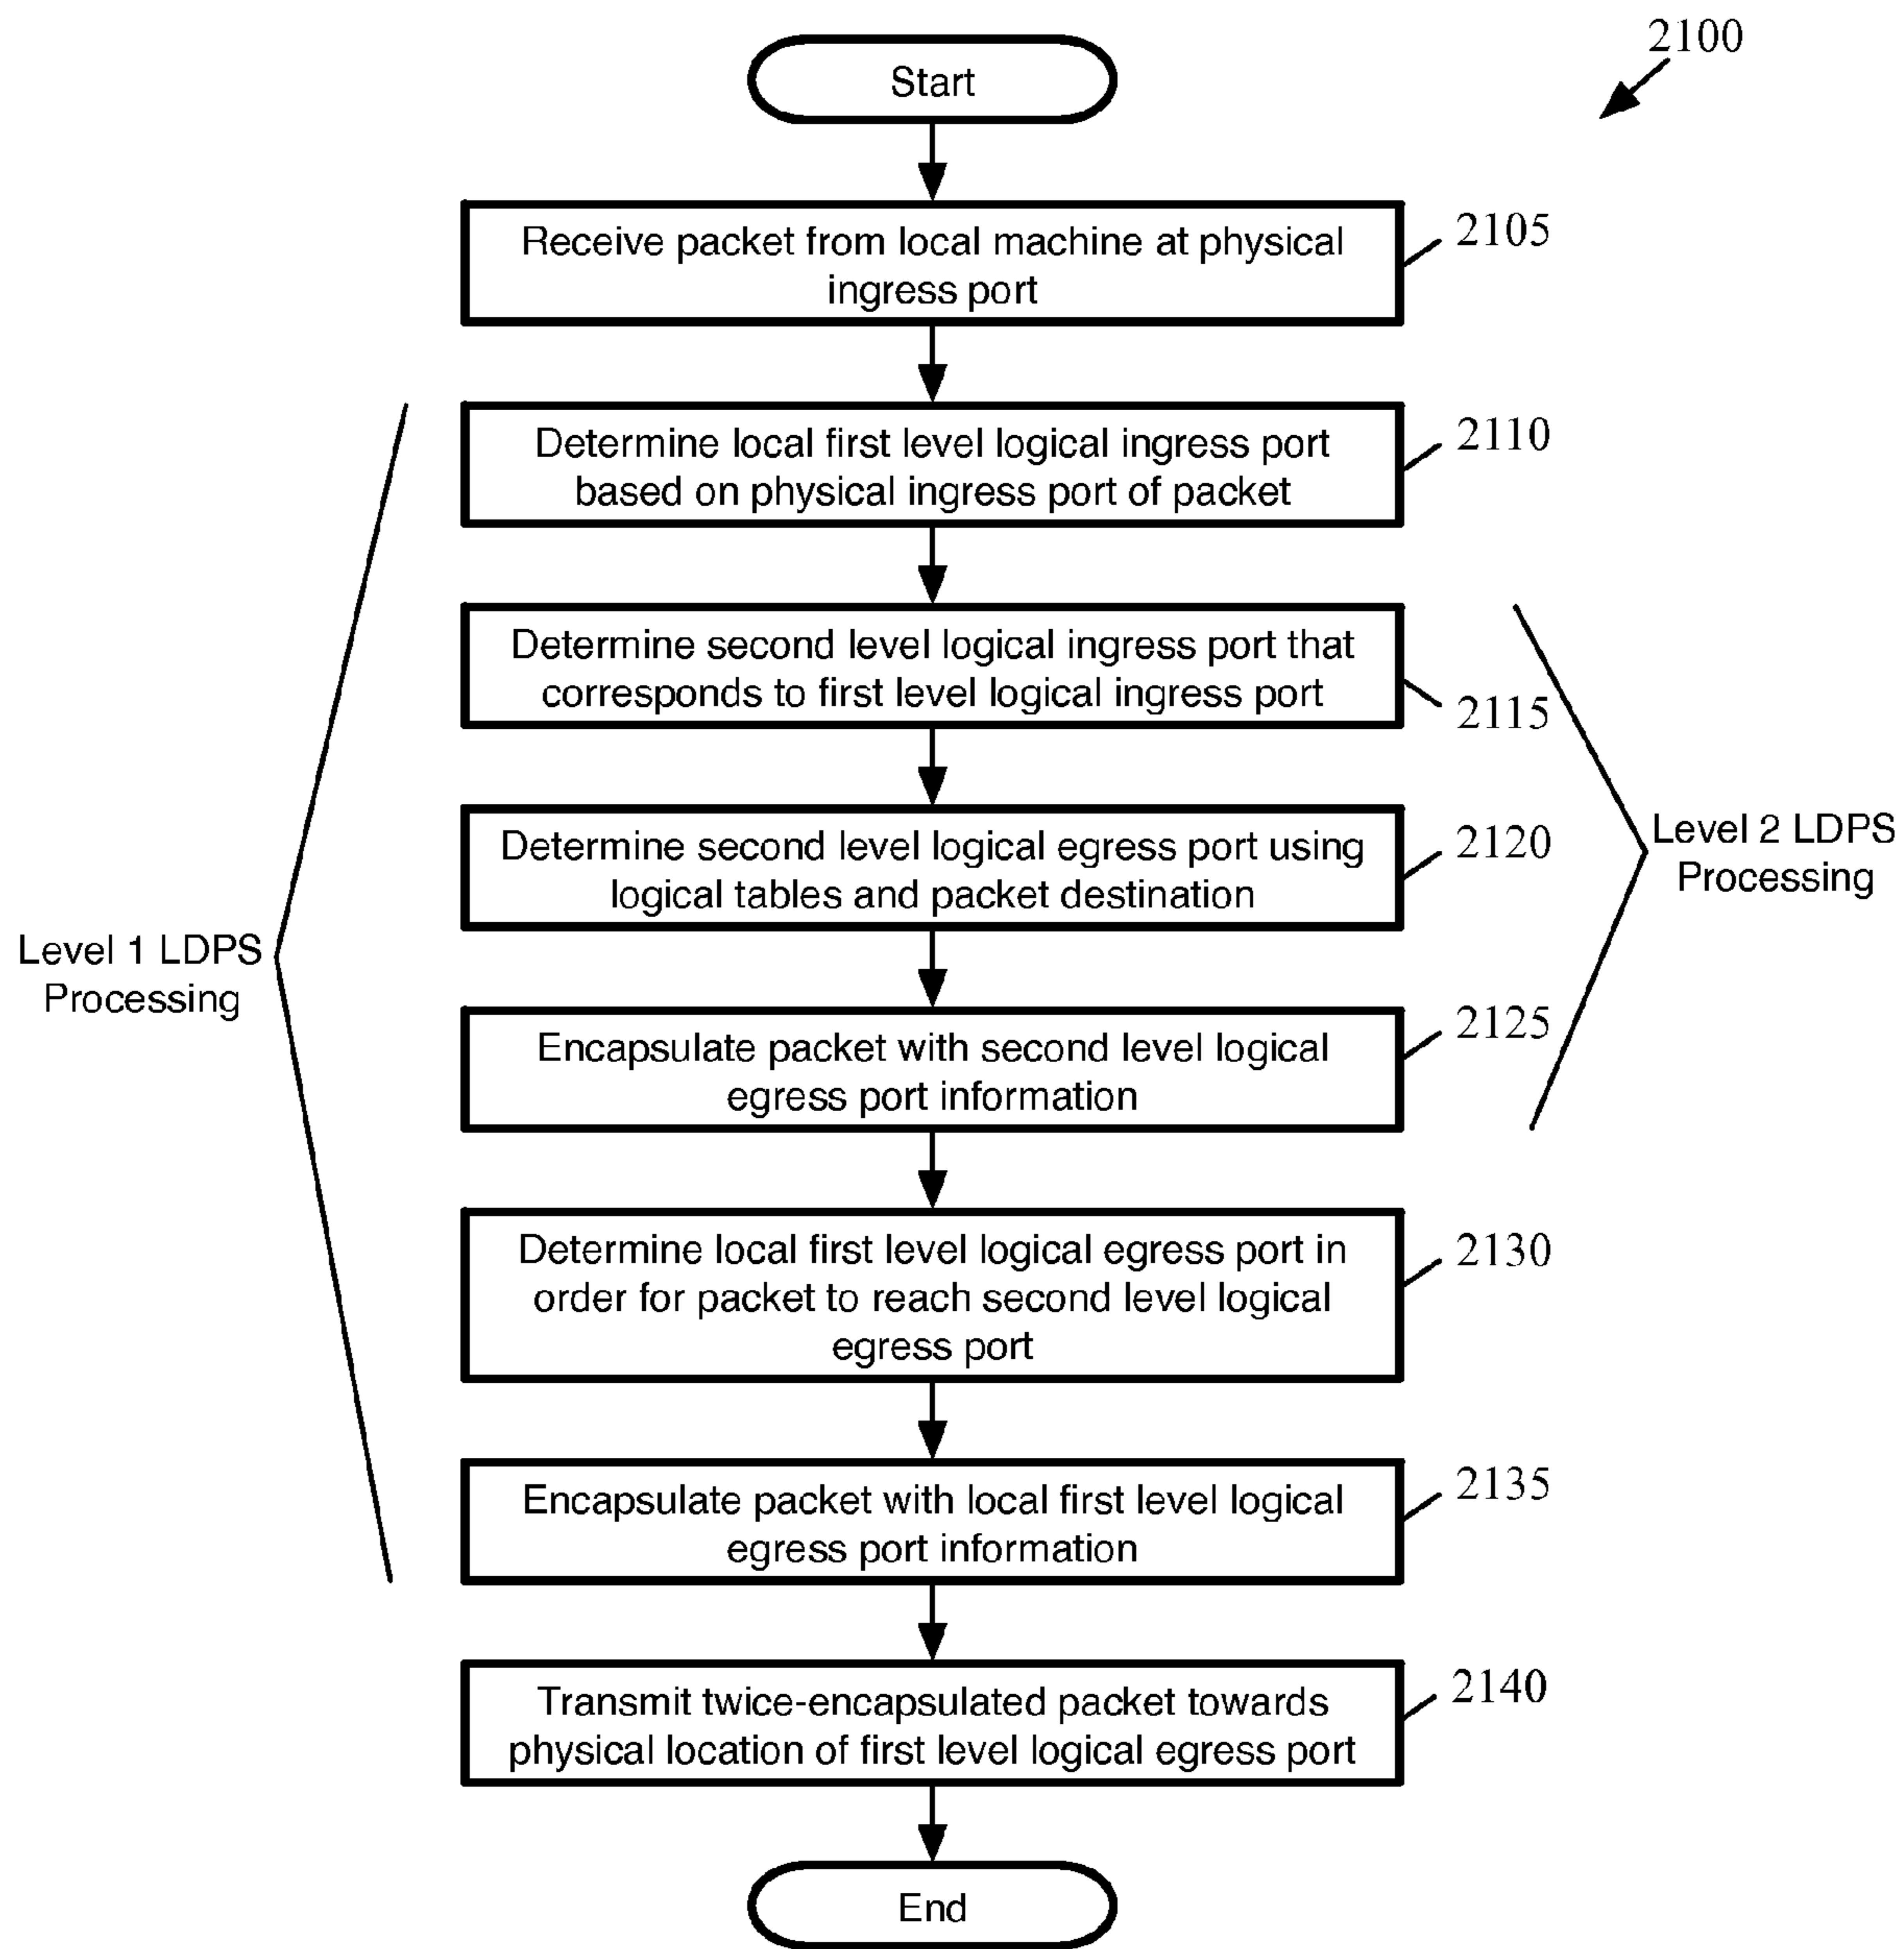 2100
Start
Receive packet from local machine at physical
ingress port
2105
Determine local first level logical ingress port
based on physical ingress port of packet
2110
Determine second level logical ingress port that
corresponds to first level logical ingress port
2115
Determine second level logical egress port using
logical tables and packet destination
2120
Level 2 LDPS
Processing
Level 1 LDPS
Processing
Encapsulate packet with second level logical
egress port information
2125
Determine local first level logical egress port in
order for packet to reach second level logical
egress port
2130
Encapsulate packet with local first level logical
egress port information
2135
Transmit twice-encapsulated packet towards
physical location of first level logical egress port
2140
End